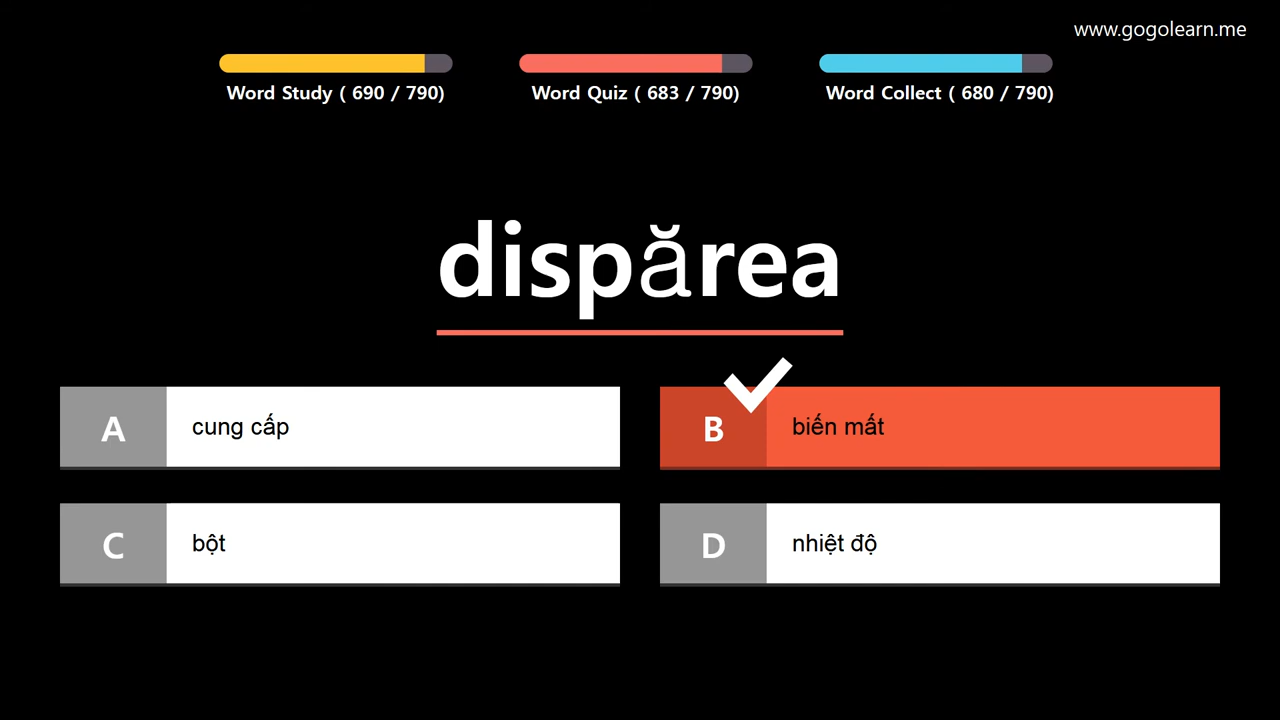 www.gogolearn.me
Word Study ( 690 / 790)
Word Quiz ( 683 / 790)
Word Collect ( 680 / 790)
dispărea
A
cung cấp
B
biến mất
C
bột
D
nhiệt độ